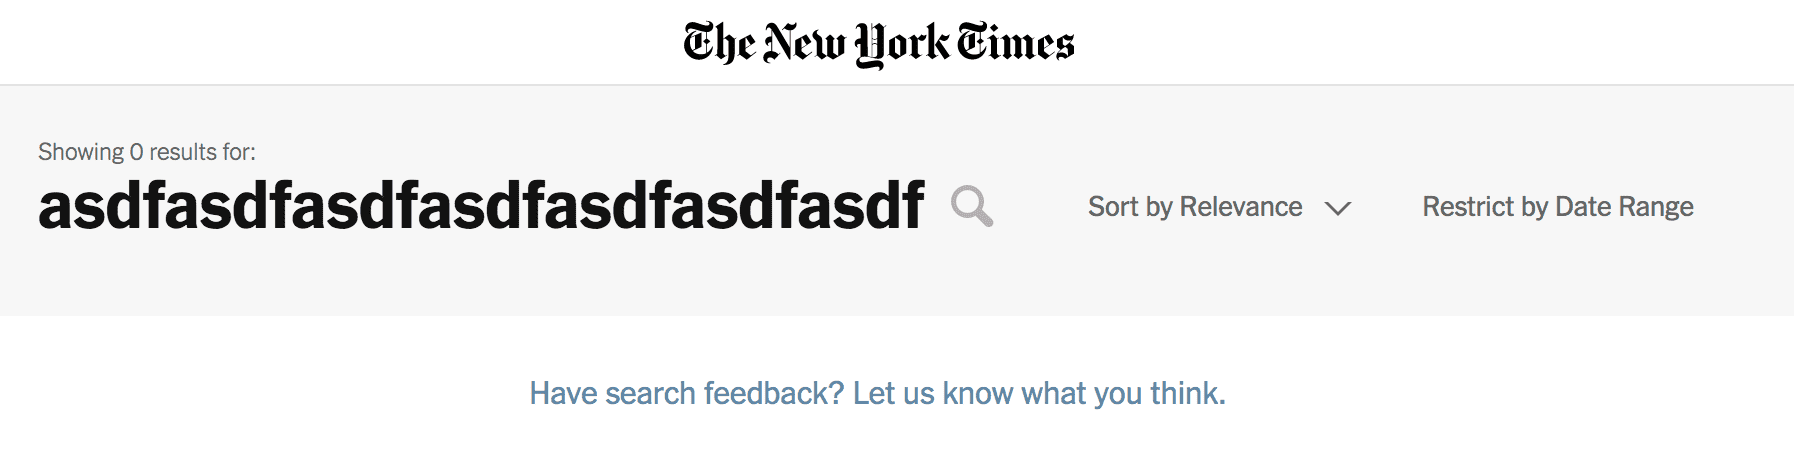 The New York Times
Showing 0 results for:
asdfasdfasdfasdfasdfasdfasdf
Sort by Relevance
Restrict by Date Range
Have search feedback? Let us know what you think.